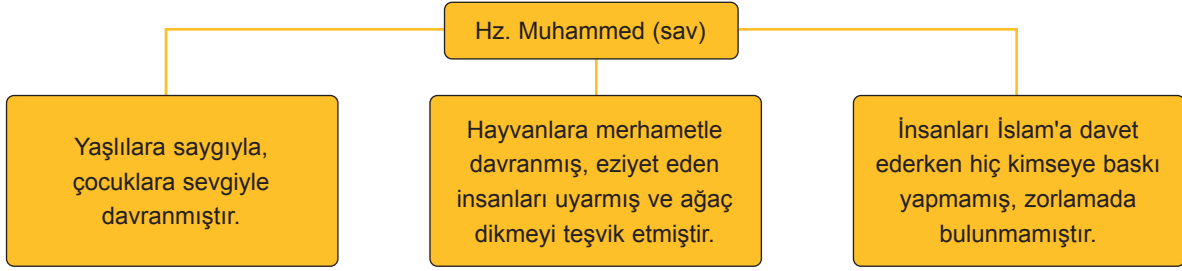 Hz. Muhammed (sav)
Yaşlılara saygıyla,
çocuklara sevgiyle
davranmıştır.
Hayvanlara merhametle
davranmış, eziyet eden
insanları uyarmış ve ağaç
dikmeyi teşvik etmiştir.
İnsanları İslam'a davet
ederken hiç kimseye baskı
yapmamış, zorlamada
bulunmamıştır.